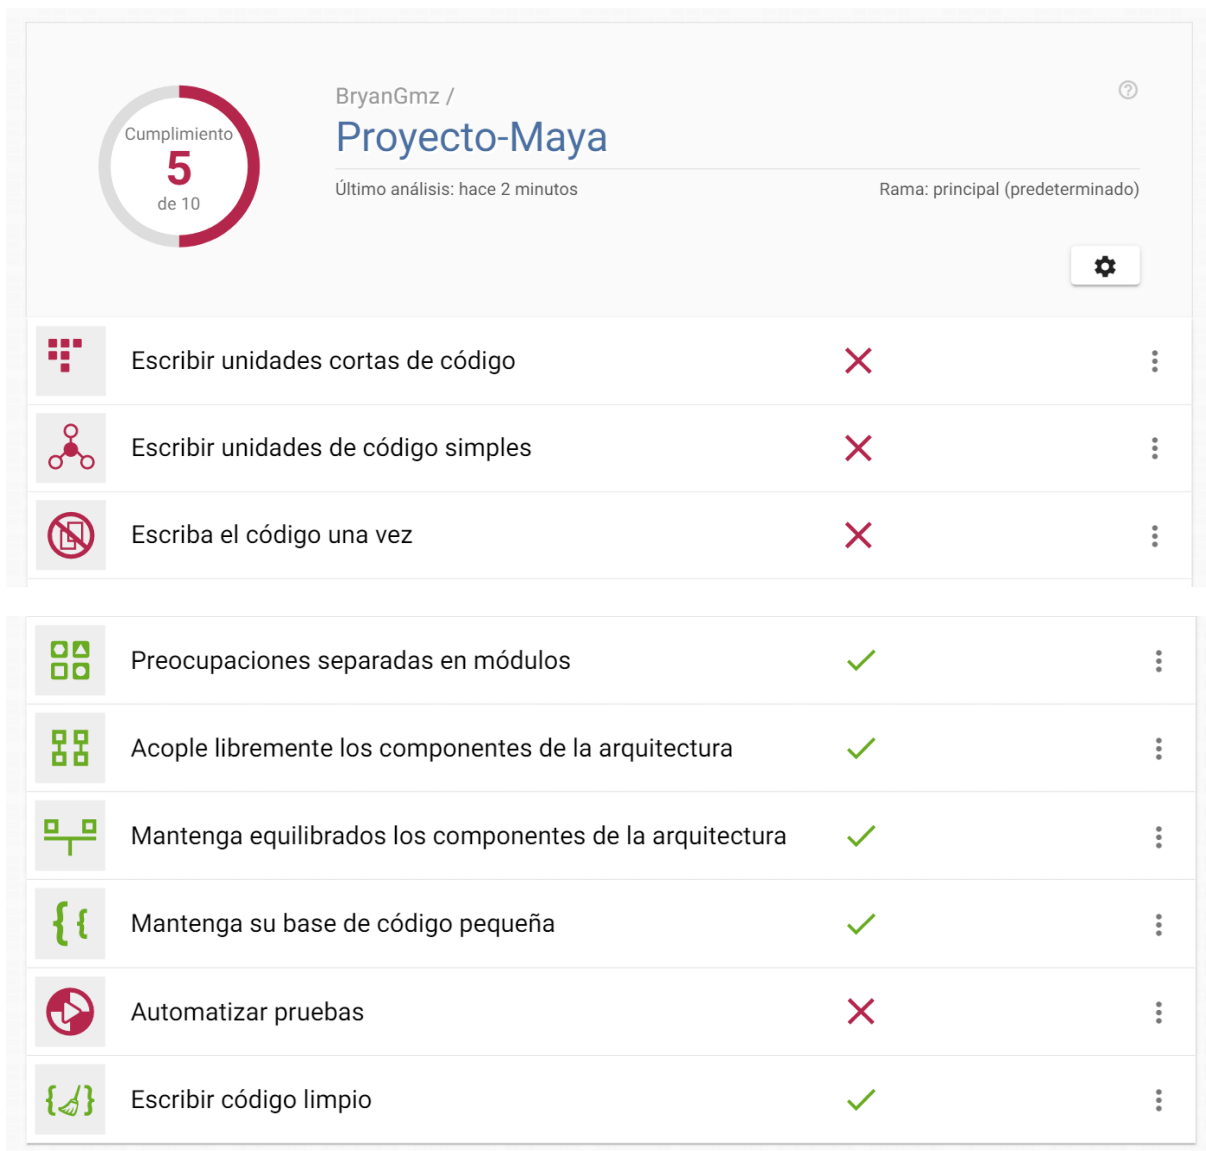 Cumplimiento
5
de 10
BryanGmz /
Proyecto-Maya
Último análisis: hace 2 minutos
Rama: principal (predeterminado)
Escribir unidades cortas de código
Escribir unidades de código simples
Escriba el código una vez
Preocupaciones separadas en módulos
Acople libremente los componentes de la arquitectura
Mantenga equilibrados los componentes de la arquitectura
Mantenga su base de código pequeña
Automatizar pruebas
Escribir código limpio